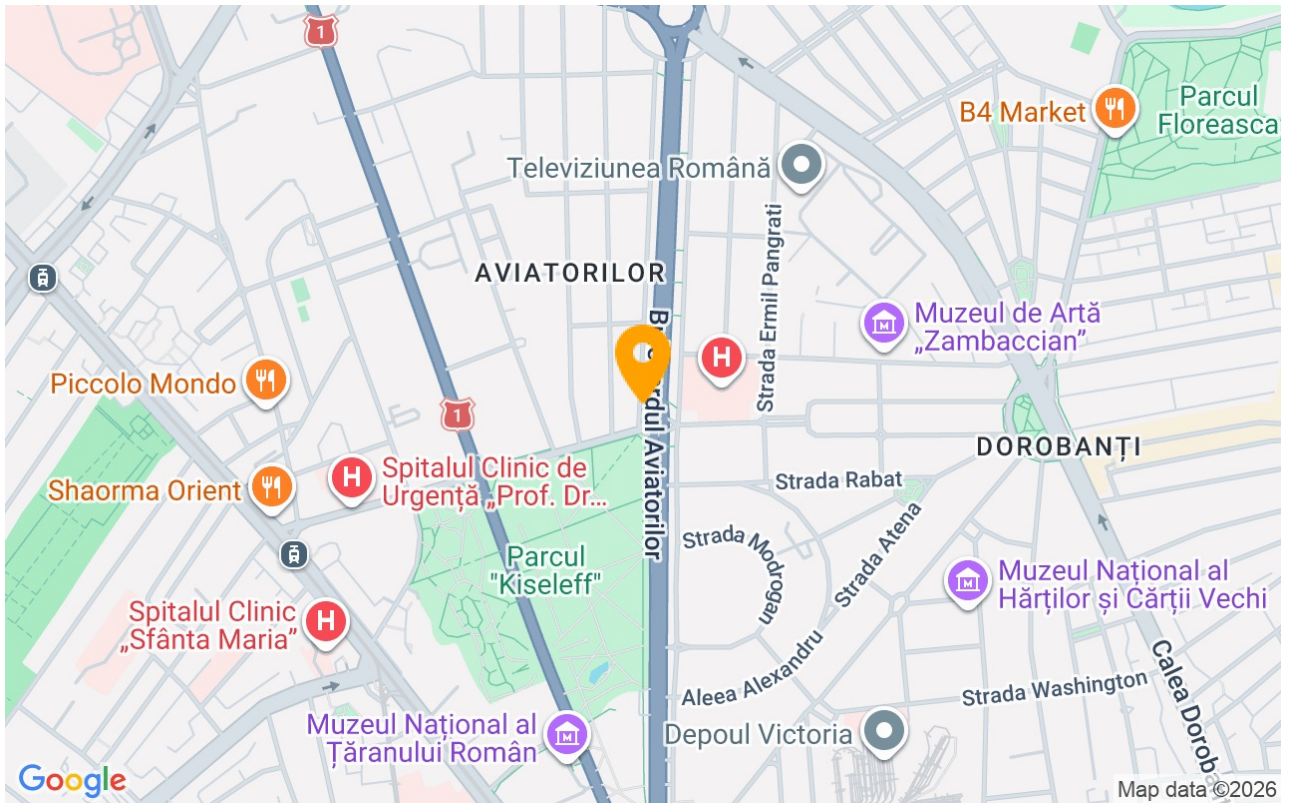 1
B4 Market
Parcul
Floreasca
Televiziunea Română
Strada Ermil Pangrati
AVIATORILOR
Muzeul de Artă
„Zambaccian”
H
Piccolo Mondo
1
DOROBANȚI
Spitalul Clinic de
Urgență „Prof. Dr...
Shaorma Orient
H
Strada Rabat
Aviatorilor
Strada Modrogan
Strada Atena
Parcul
"Kiseleff"
Muzeul Național al
Hărților și Cărții Vechi
Spitalul Clinic
„Sfânta Maria”
H
Aleea Alexandru
Strada Washington
Calea
Muzeul Național al
Țăranului Român
Depoul Victoria
Google
Map data ©2026